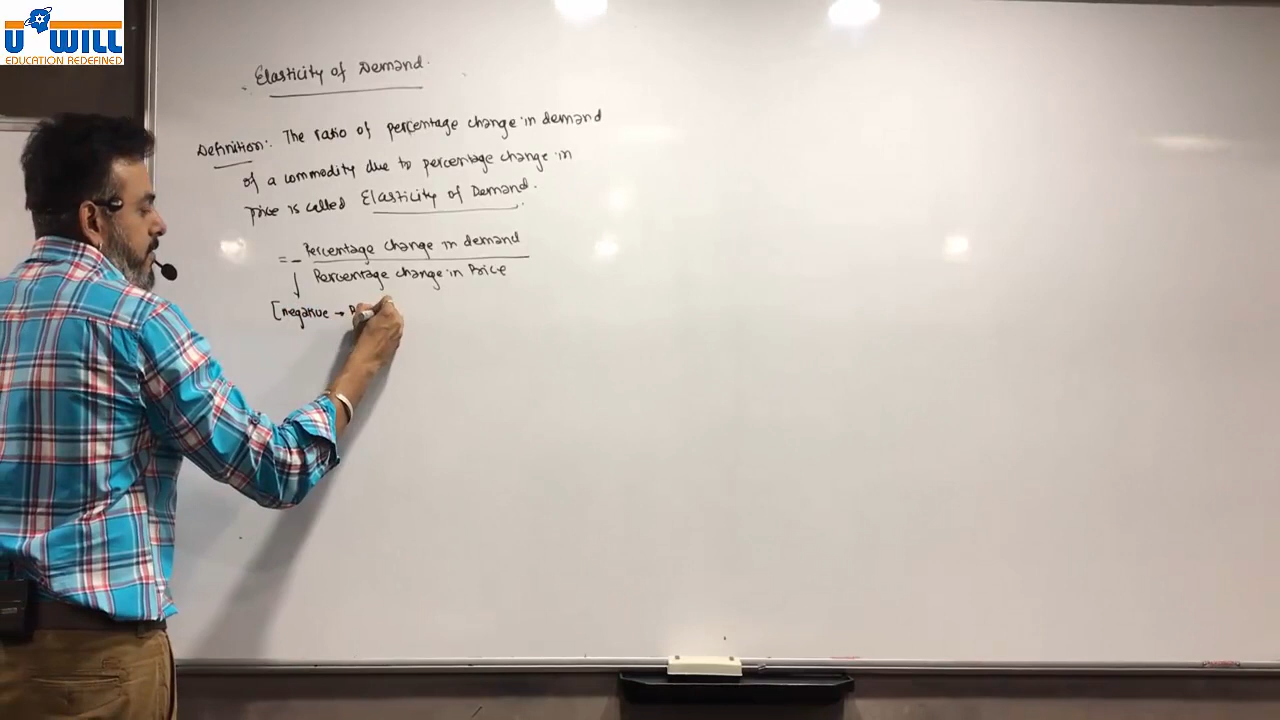 U WILL
EDUCATION REDEFINED
Elasticity of Demand.
Definition:. The ratio of percentage change in demand
of a commodity due to percentage change in
price is called Elasticity of Demand.
= - Percentage change in demand
Percentage change in Price
[negative →